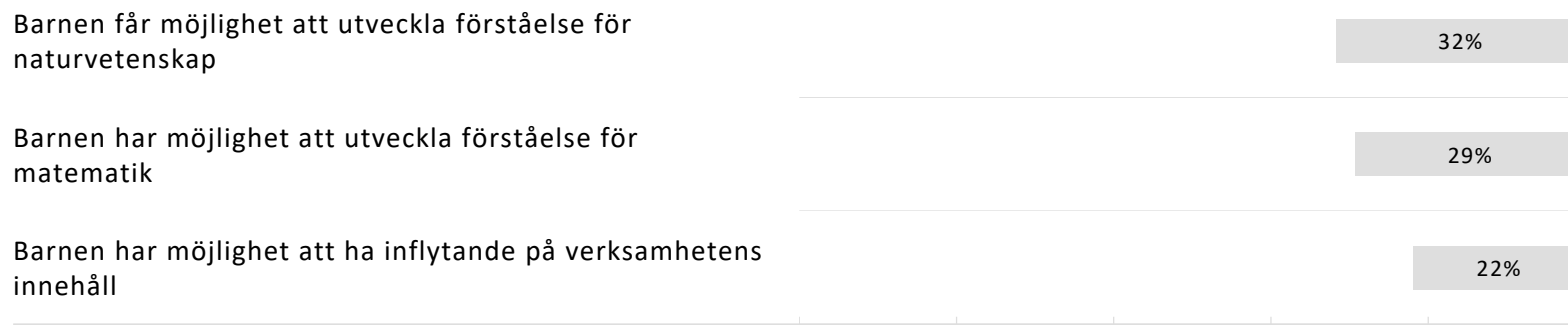 Barnen får möjlighet att utveckla förståelse för
naturvetenskap
32%
Barnen har möjlighet att utveckla förståelse för
matematik
29%
Barnen har möjlighet att ha inflytande på verksamhetens
innehåll
22%